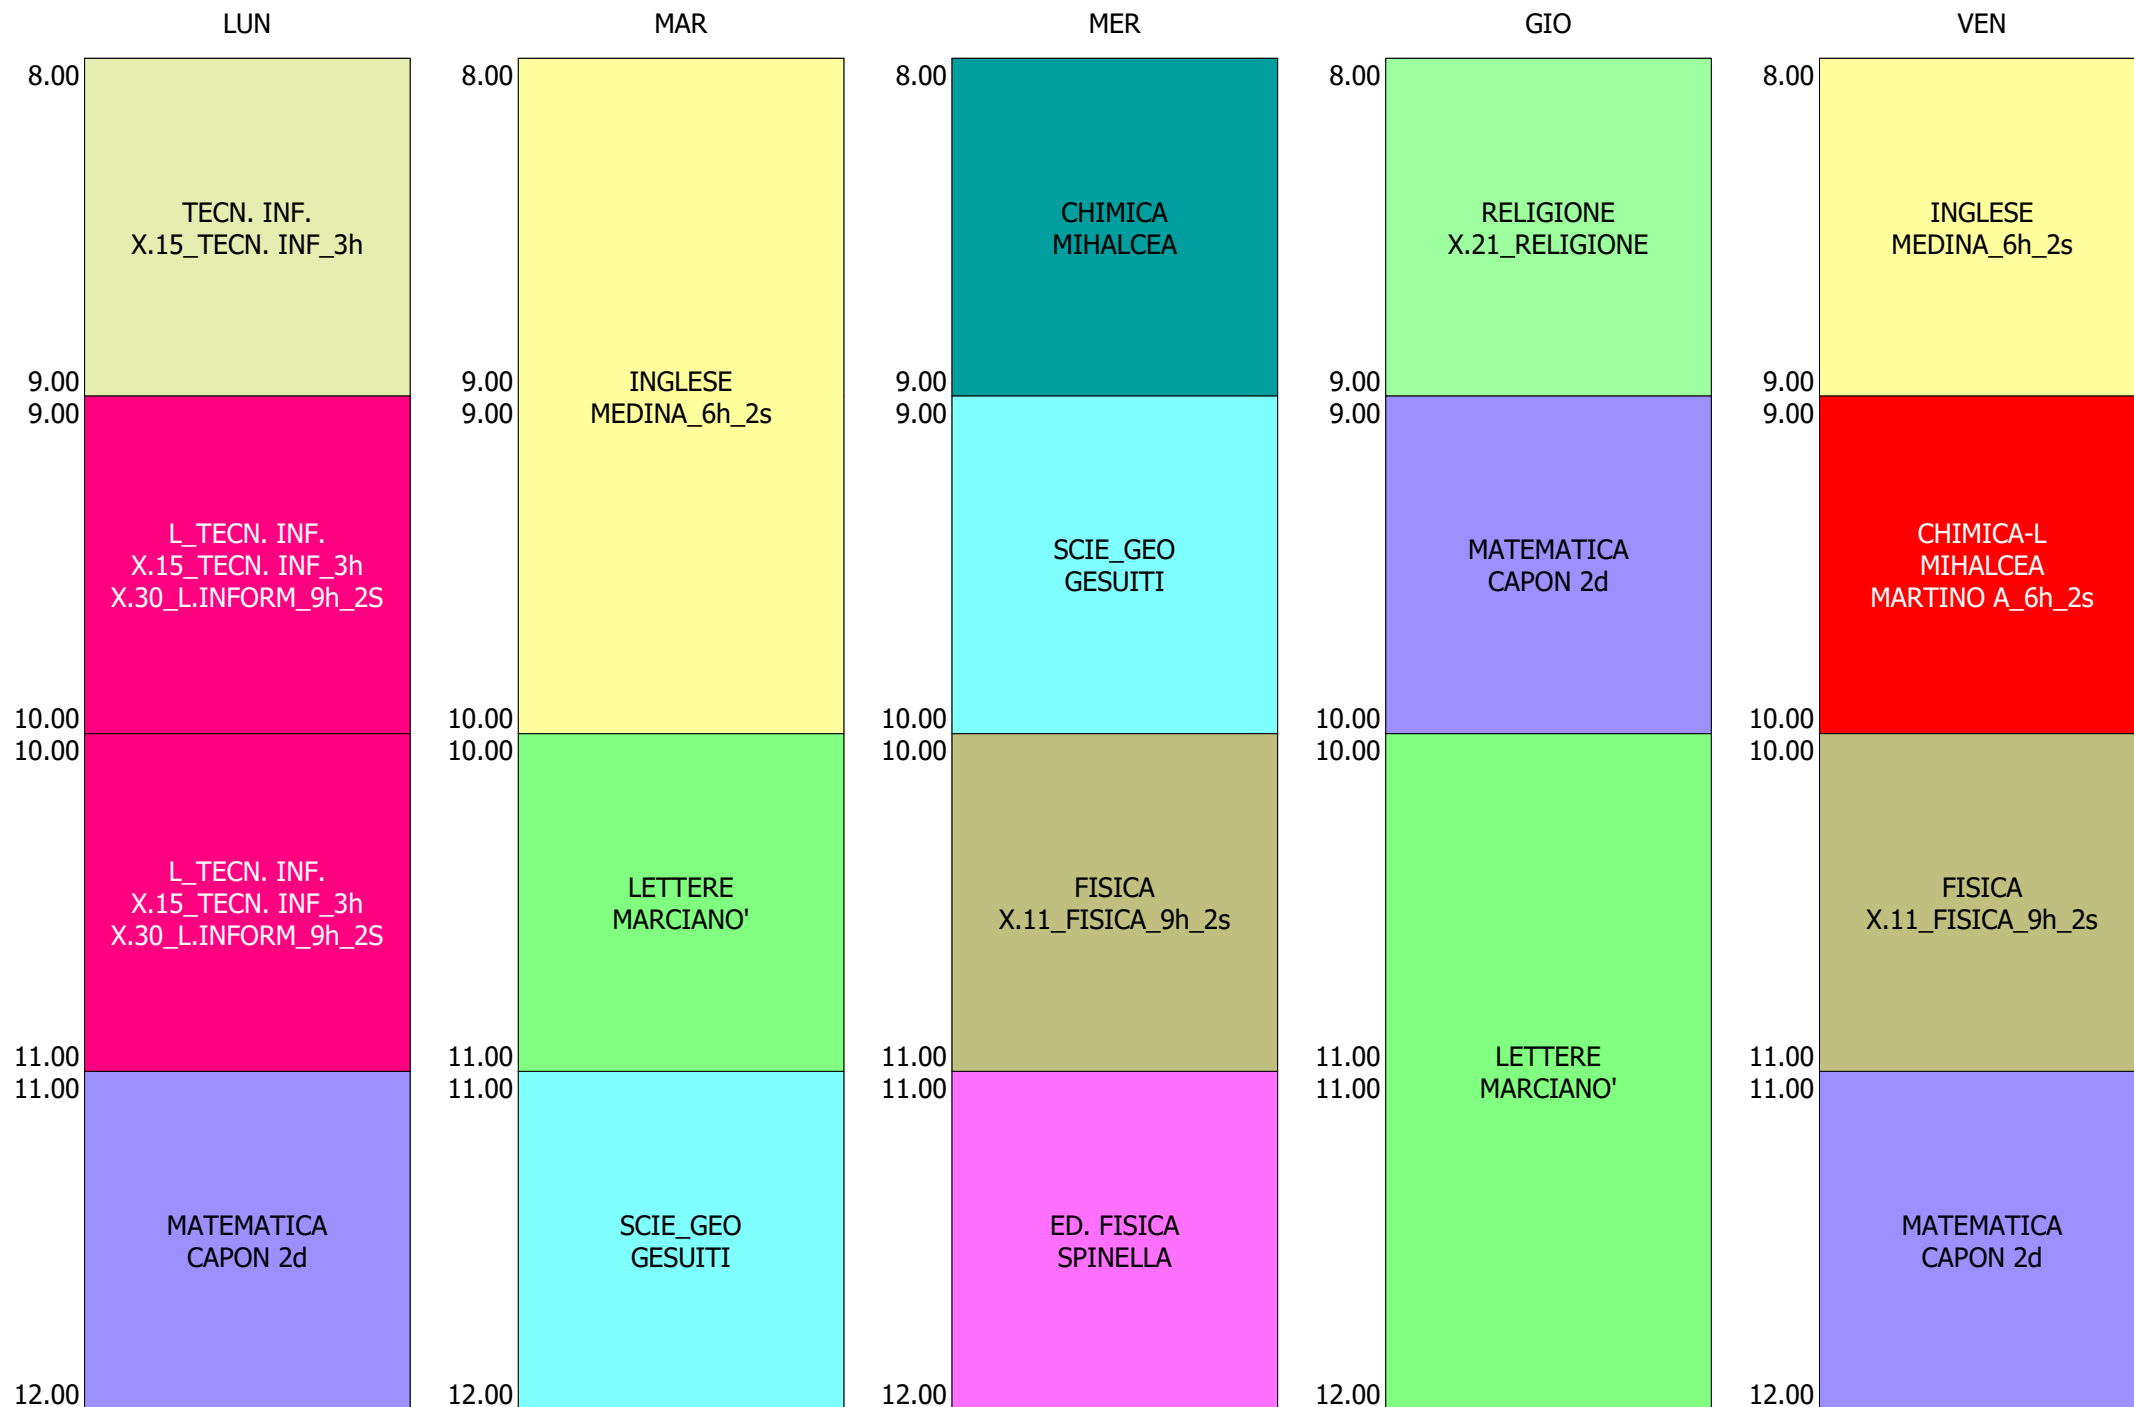 LUN
MAR
MER
GIO
VEN
8.00
TECN. INF.
X.15_TECN. INF_3h
9.00
9.00
L_TECN. INF.
X.15_TECN. INF_3h
X.30_L.INFORM_9h_2S
10.00
10.00
L_TECN. INF.
X.15_TECN. INF_3h
X.30_L.INFORM_9h_2S
11.00
11.00
MATEMATICA
CAPON 2d
12.00
8.00
9.00
INGLESE
9.00
MEDINA_6h_2s
10.00
10.00
LETTERE
MARCIANO'
11.00
11.00
SCIE_GEO
GESUITI
12.00
8.00
CHIMICA
MIHALCEA
9.00
9.00
SCIE_GEO
GESUITI
10.00
10.00
FISICA
X.11_FISICA_9h_2s
11.00
11.00
ED. FISICA
SPINELLA
12.00
8.00
RELIGIONE
X.21_RELIGIONE
9.00
9.00
MATEMATICA
CAPON 2d
10.00
10.00
11.00
LETTERE
11.00
MARCIANO'
12.00
8.00
INGLESE
MEDINA_6h_2s
9.00
9.00
CHIMICA-L
MIHALCEA
MARTINO A_6h_2s
10.00
10.00
FISICA
X.11_FISICA_9h_2s
11.00
11.00
MATEMATICA
CAPON 2d
12.00